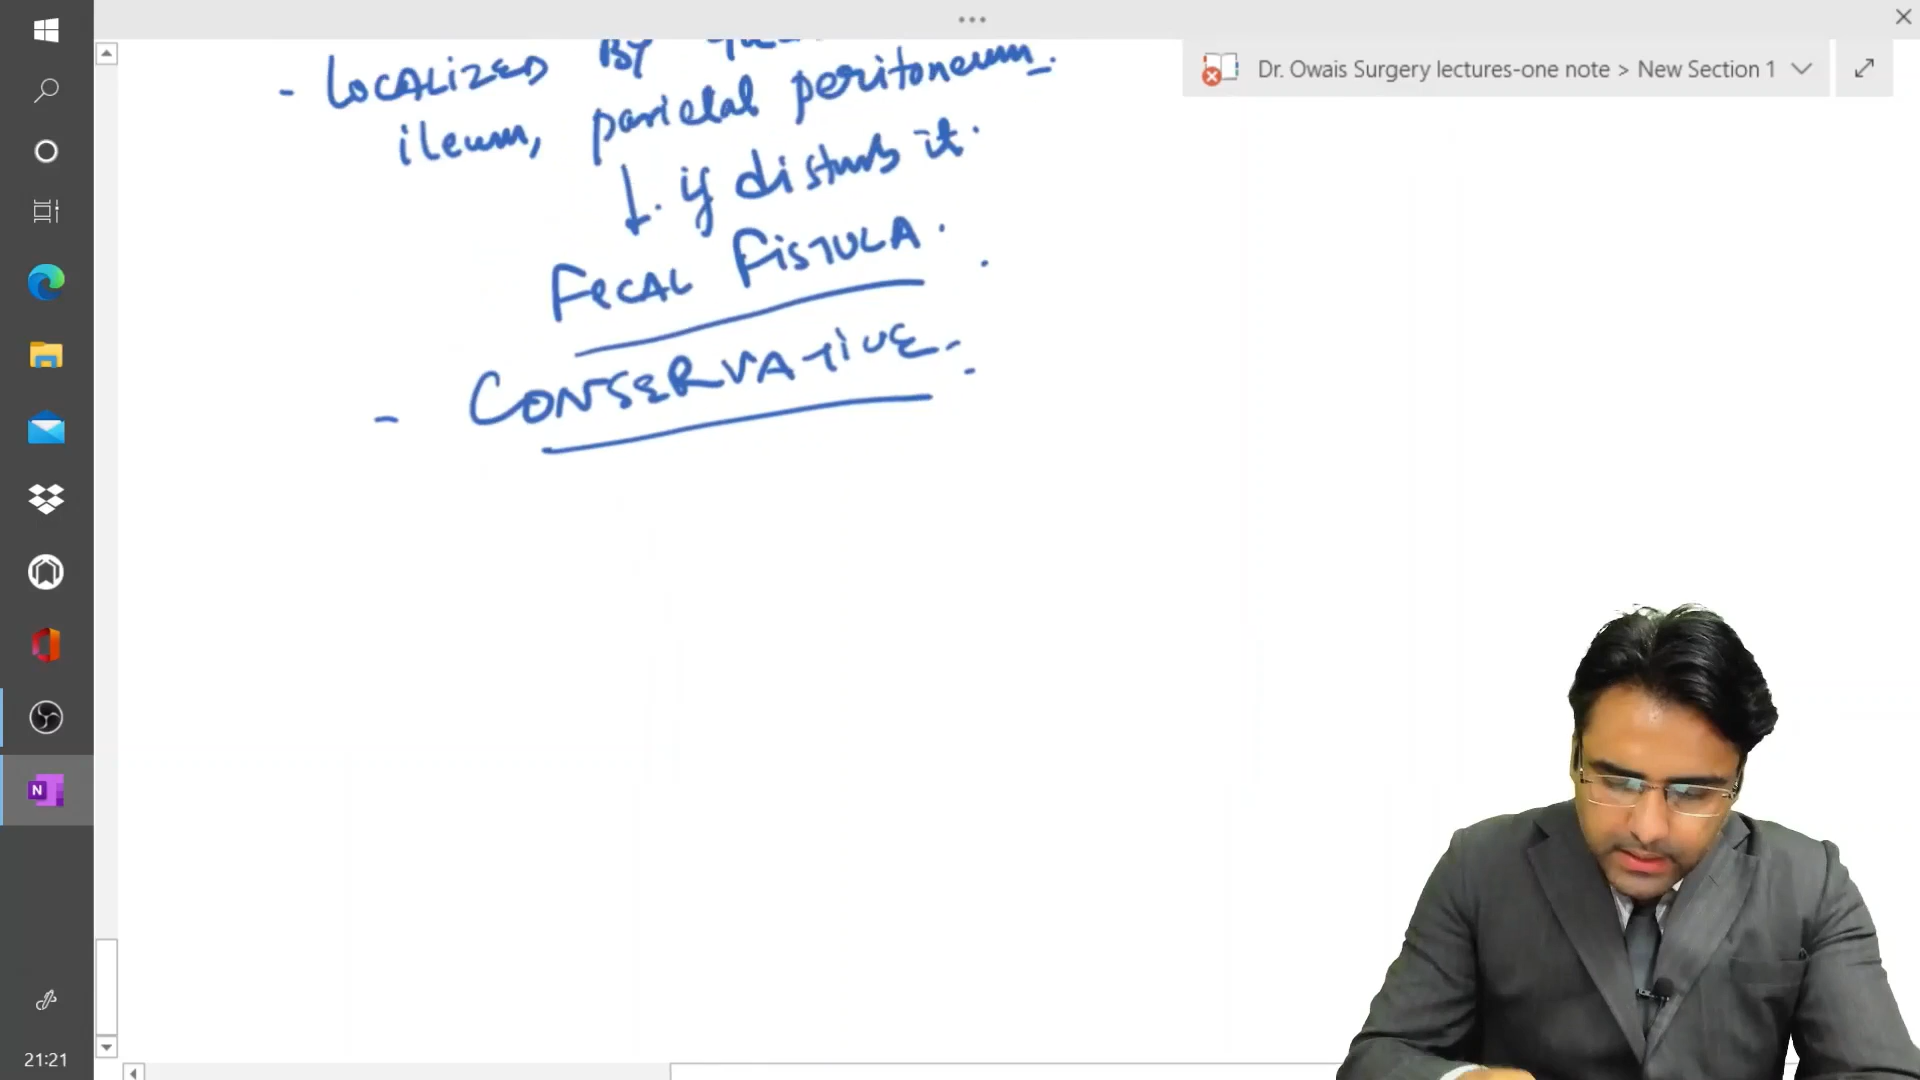 - LOCALIZED BY
ileum, parietal peritoneum.
↓. if disturb it.
FeCAL FISTULA.
- CONSERVATIVE -
Dr. Owais Surgery lectures-one note > New Section 1
N
21:21